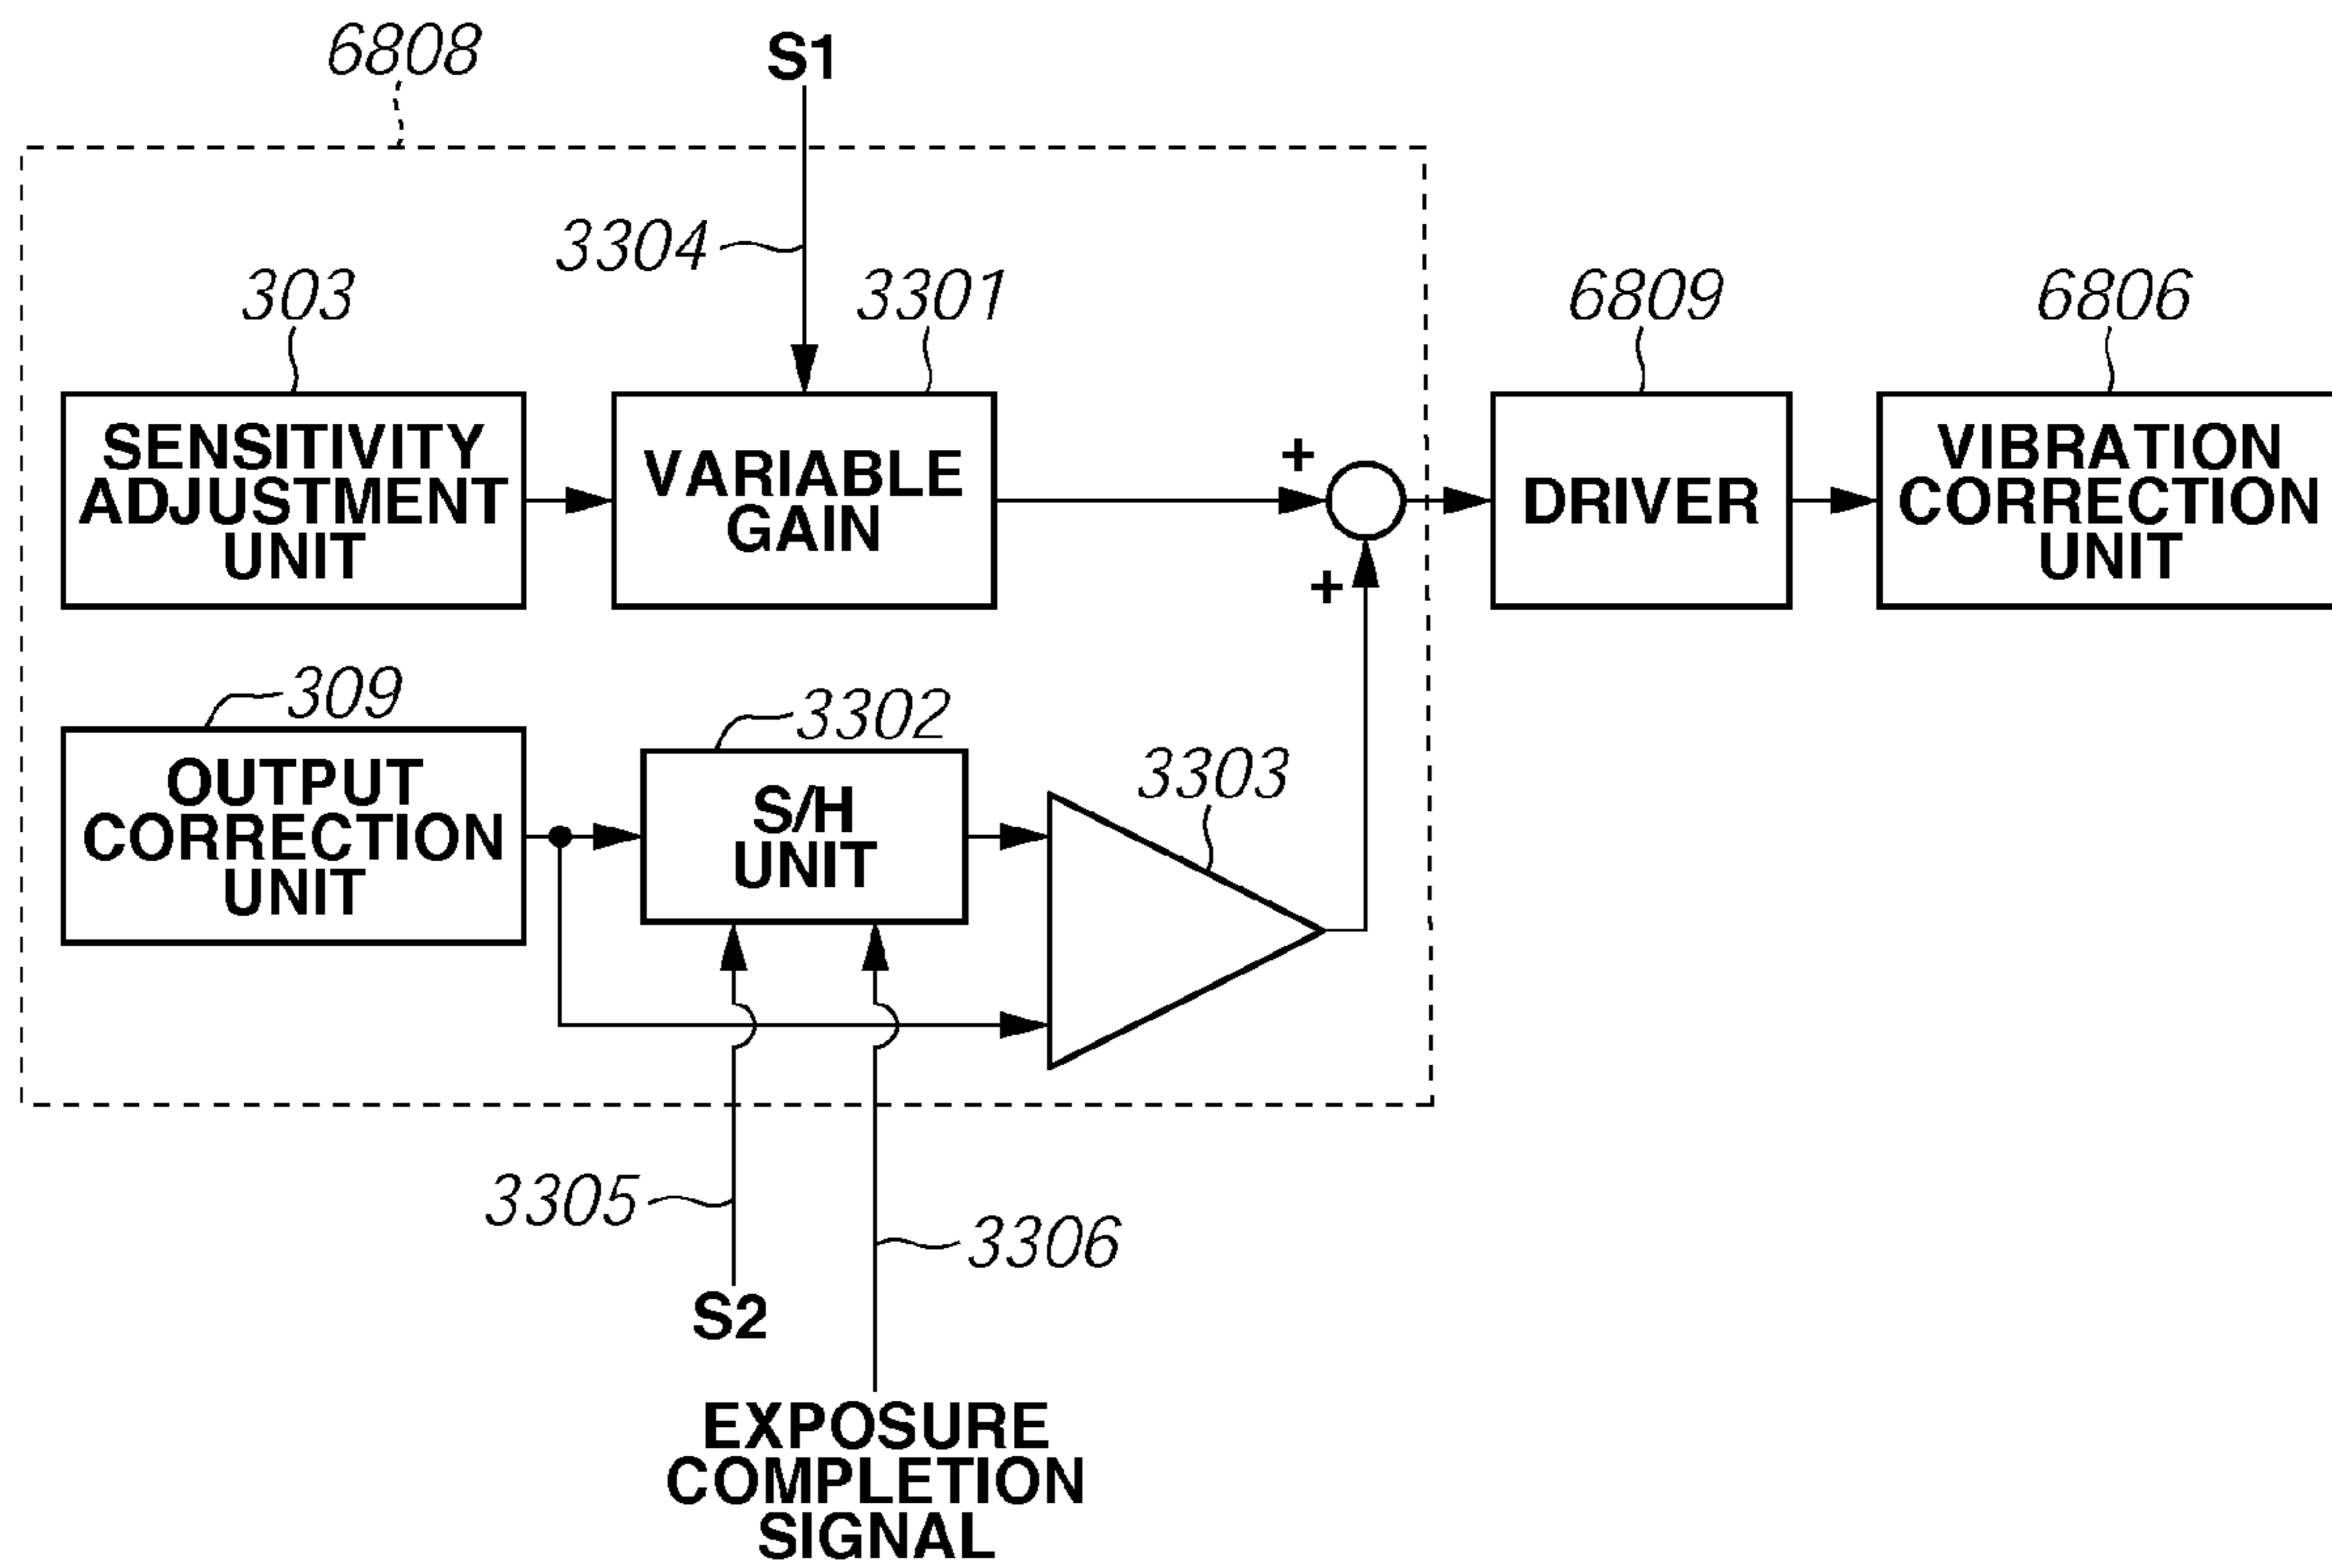 6808
S1
3304
303
3301
6809
6806
SENSITIVITY
ADJUSTMENT
UNIT
VARIABLE
GAIN
+
+
DRIVER
VIBRATION
CORRECTION
UNIT
309
3302
3303
OUTPUT
CORRECTION
UNIT
S/H
UNIT
3305
3306
S2
EXPOSURE
COMPLETION
SIGNAL